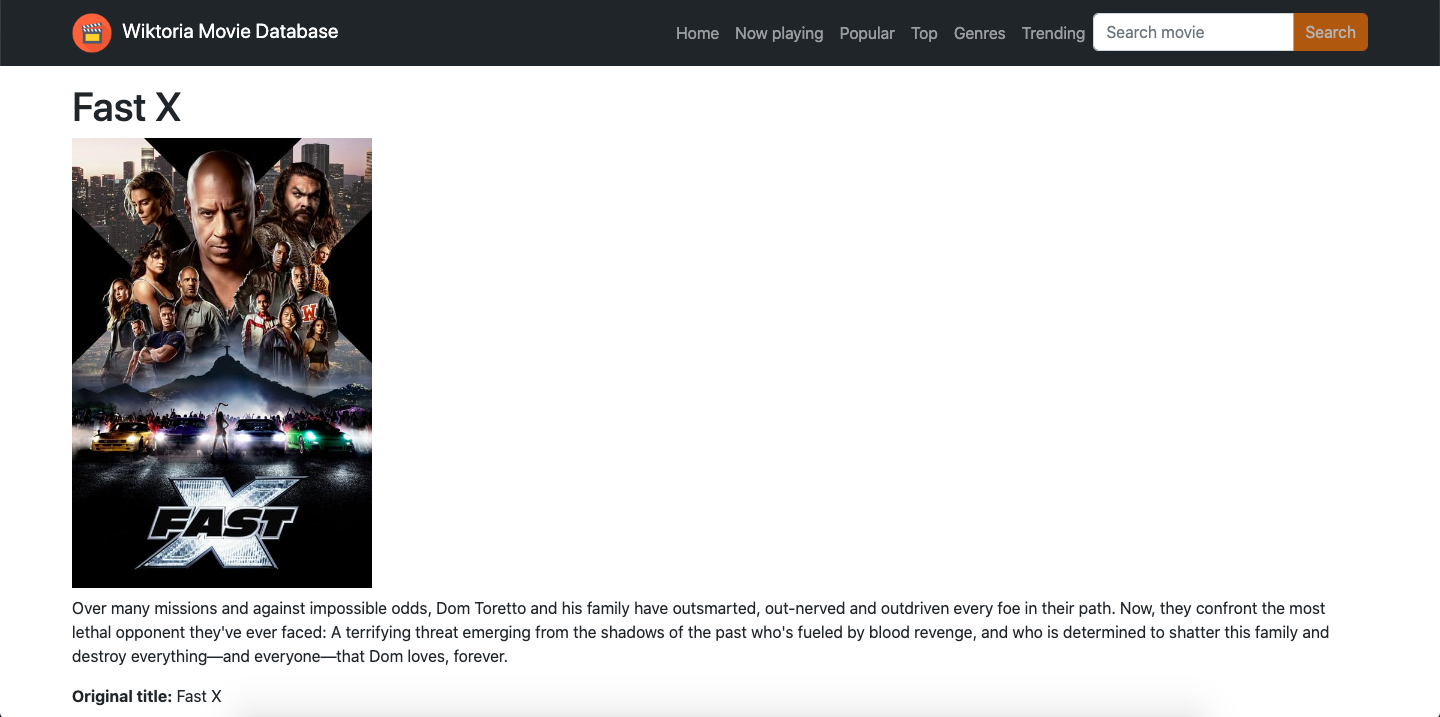 Wiktoria Movie Database
Home Now playing Popular Top Genres Trending Search movie Search
Fast X
W
FAST
X
Over many missions and against impossible odds, Dom Toretto and his family have outsmarted, out-nerved and outdriven every foe in their path. Now, they confront the most
lethal opponent they've ever faced: A terrifying threat emerging from the shadows of the past who's fueled by blood revenge, and who is determined to shatter this family and
destroy everything—and everyone—that Dom loves, forever.
Original title: Fast X